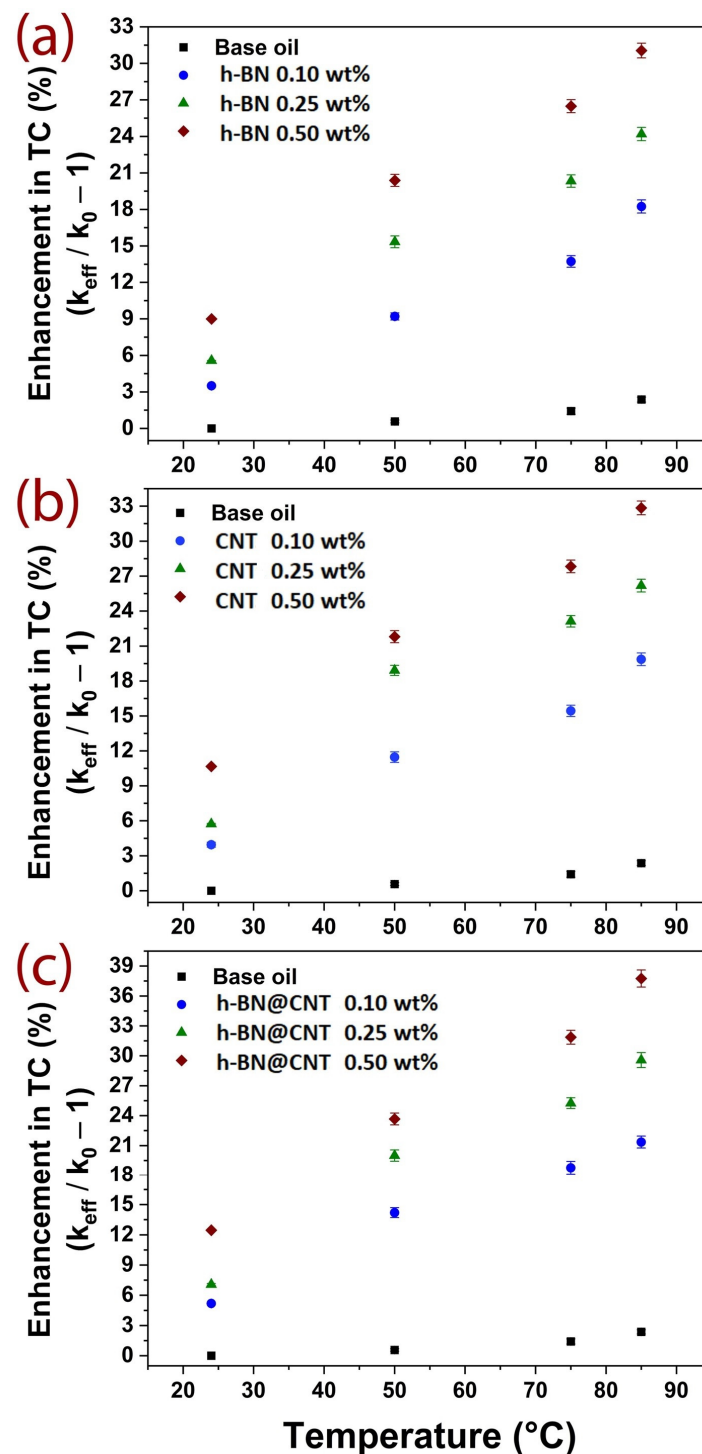 (a)
Enhancement in TC (%)
(k_eff / k_0 − 1)
33
30
27
24
21
18
15
12
9
6
3
0
Base oil
h-BN 0.10 wt%
h-BN 0.25 wt%
h-BN 0.50 wt%
20 30 40 50 60 70 80 90
(b)
Enhancement in TC (%)
(k_eff / k_0 − 1)
33
30
27
24
21
18
15
12
9
6
3
0
Base oil
CNT 0.10 wt%
CNT 0.25 wt%
CNT 0.50 wt%
20 30 40 50 60 70 80 90
(c)
Enhancement in TC (%)
(k_eff / k_0 − 1)
39
36
33
30
27
24
21
18
15
12
9
6
3
0
Base oil
h-BN@CNT 0.10 wt%
h-BN@CNT 0.25 wt%
h-BN@CNT 0.50 wt%
20 30 40 50 60 70 80 90
Temperature (°C)